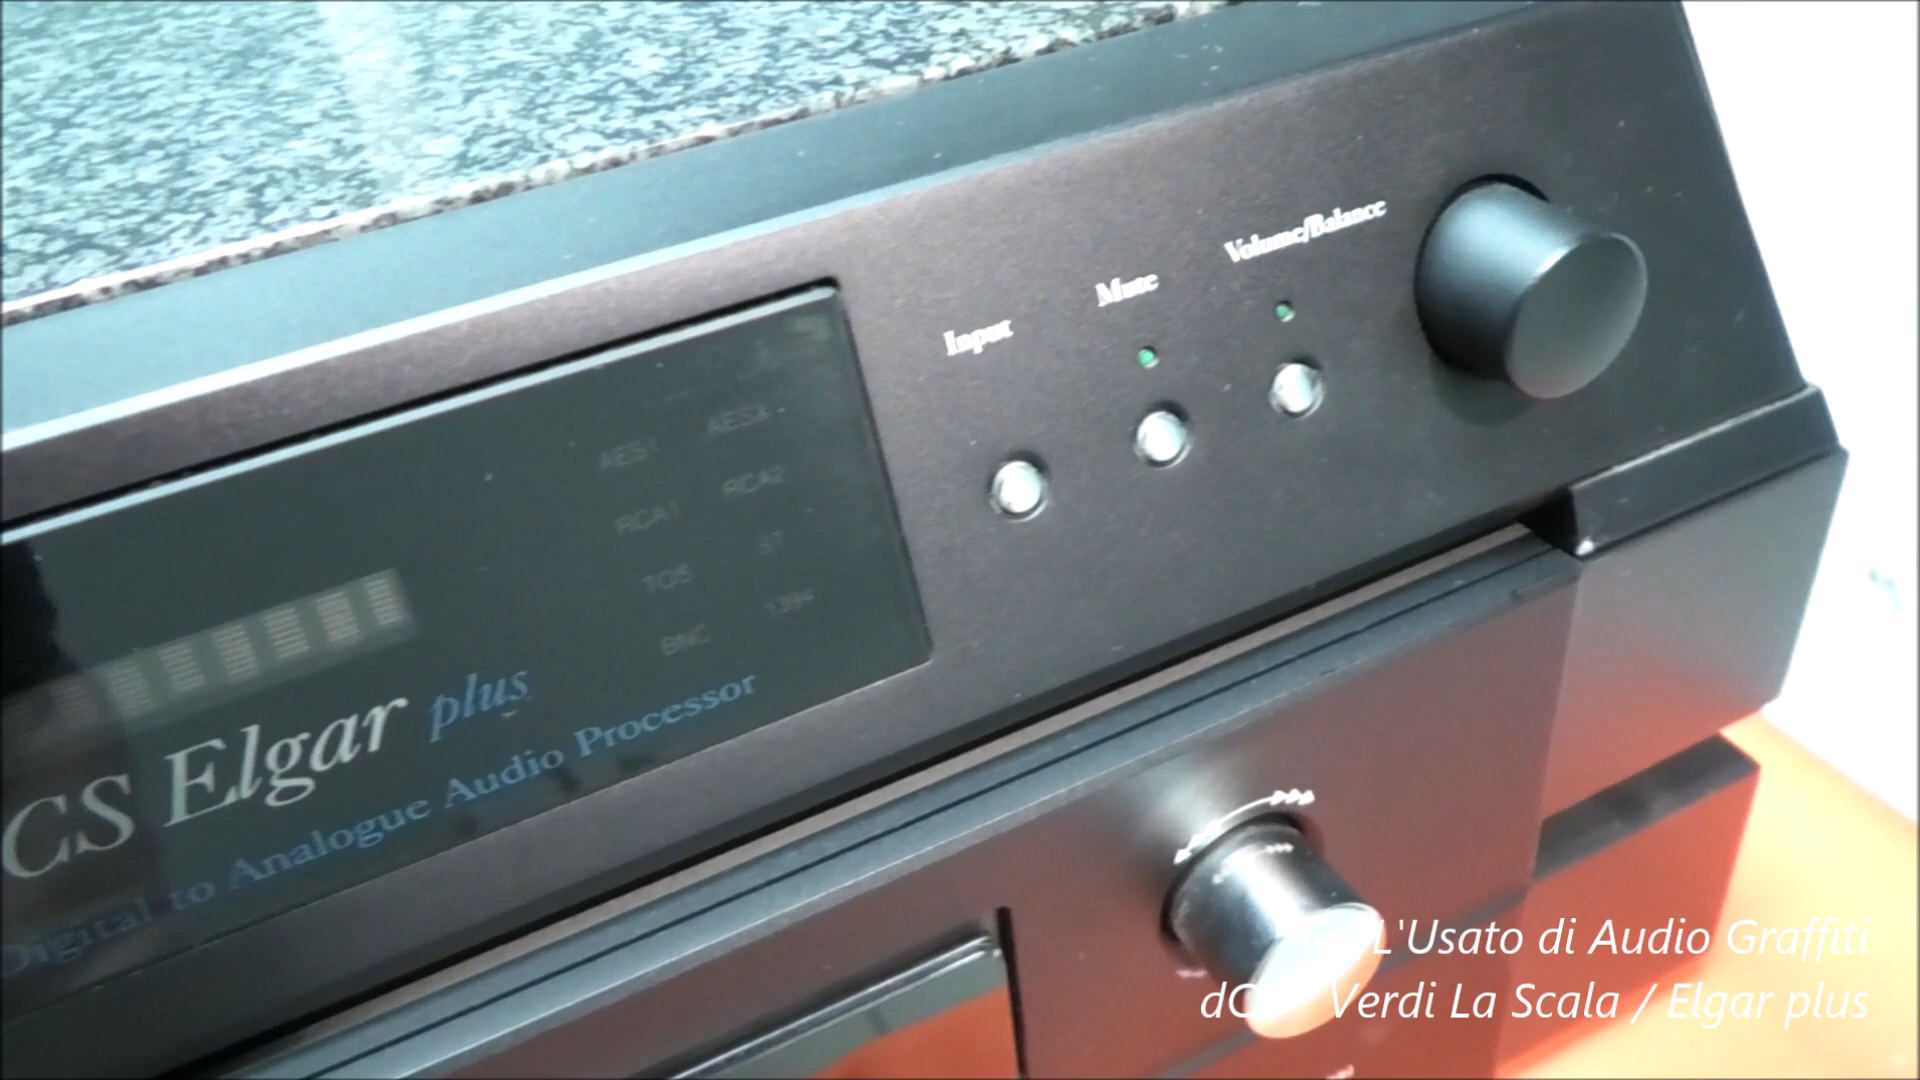 Volume/Balance
Mute
Input
AES1 AES3
RCA1 RCA2
TOS
BNC 1394
CS Elgar plus
Digital to Analogue Audio Processor
L'Usato di Audio Graffiti
Verdi La Scala / Elgar plus